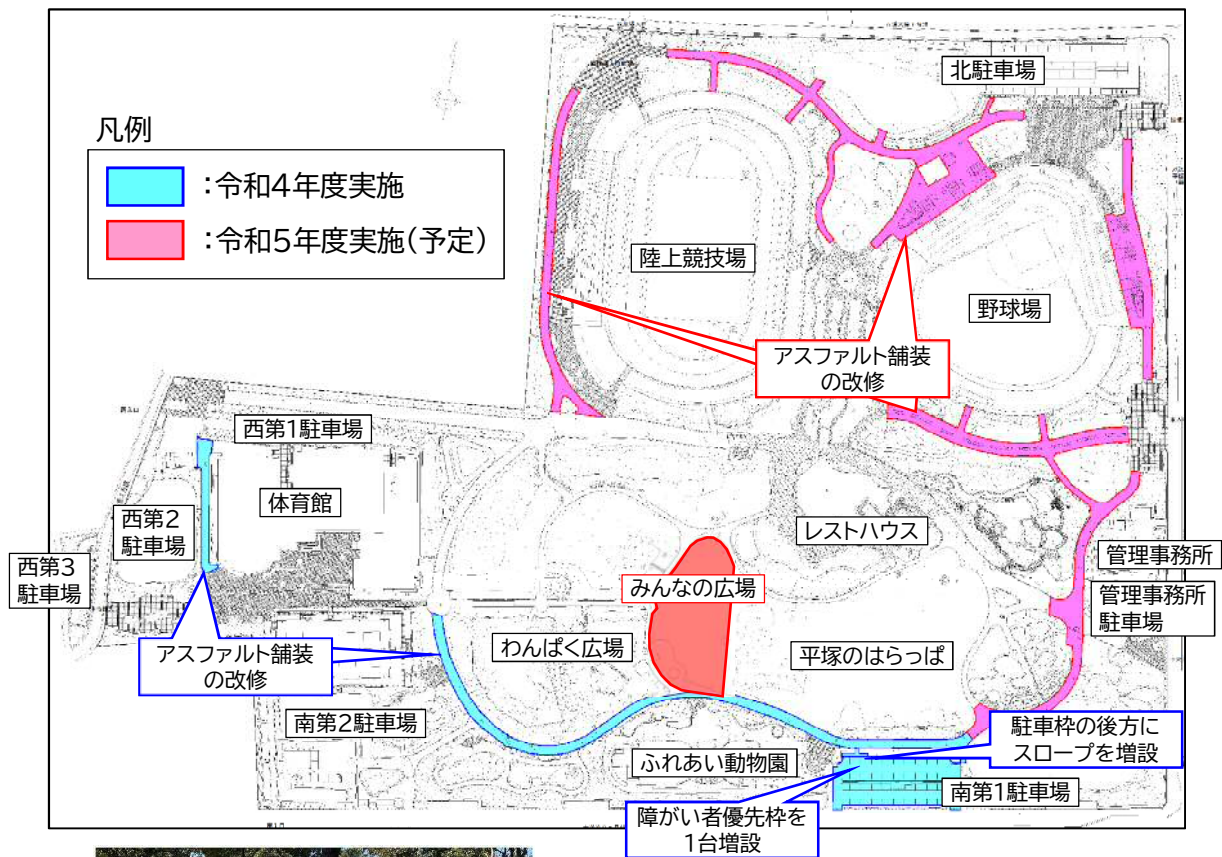 凡例
：令和4年度実施
：令和5年度実施（予定）
北駐車場
陸上競技場
野球場
アスファルト舗装
の改修
西第1駐車場
体育館
西第2
駐車場
西第3
駐車場
レストハウス
管理事務所
みんなの広場
管理事務所
駐車場
わんぱく広場
平塚のはらっぱ
アスファルト舗装
の改修
南第2駐車場
ふれあい動物園
駐車枠の後方に
スロープを増設
南第1駐車場
障がい者優先枠を
1台増設